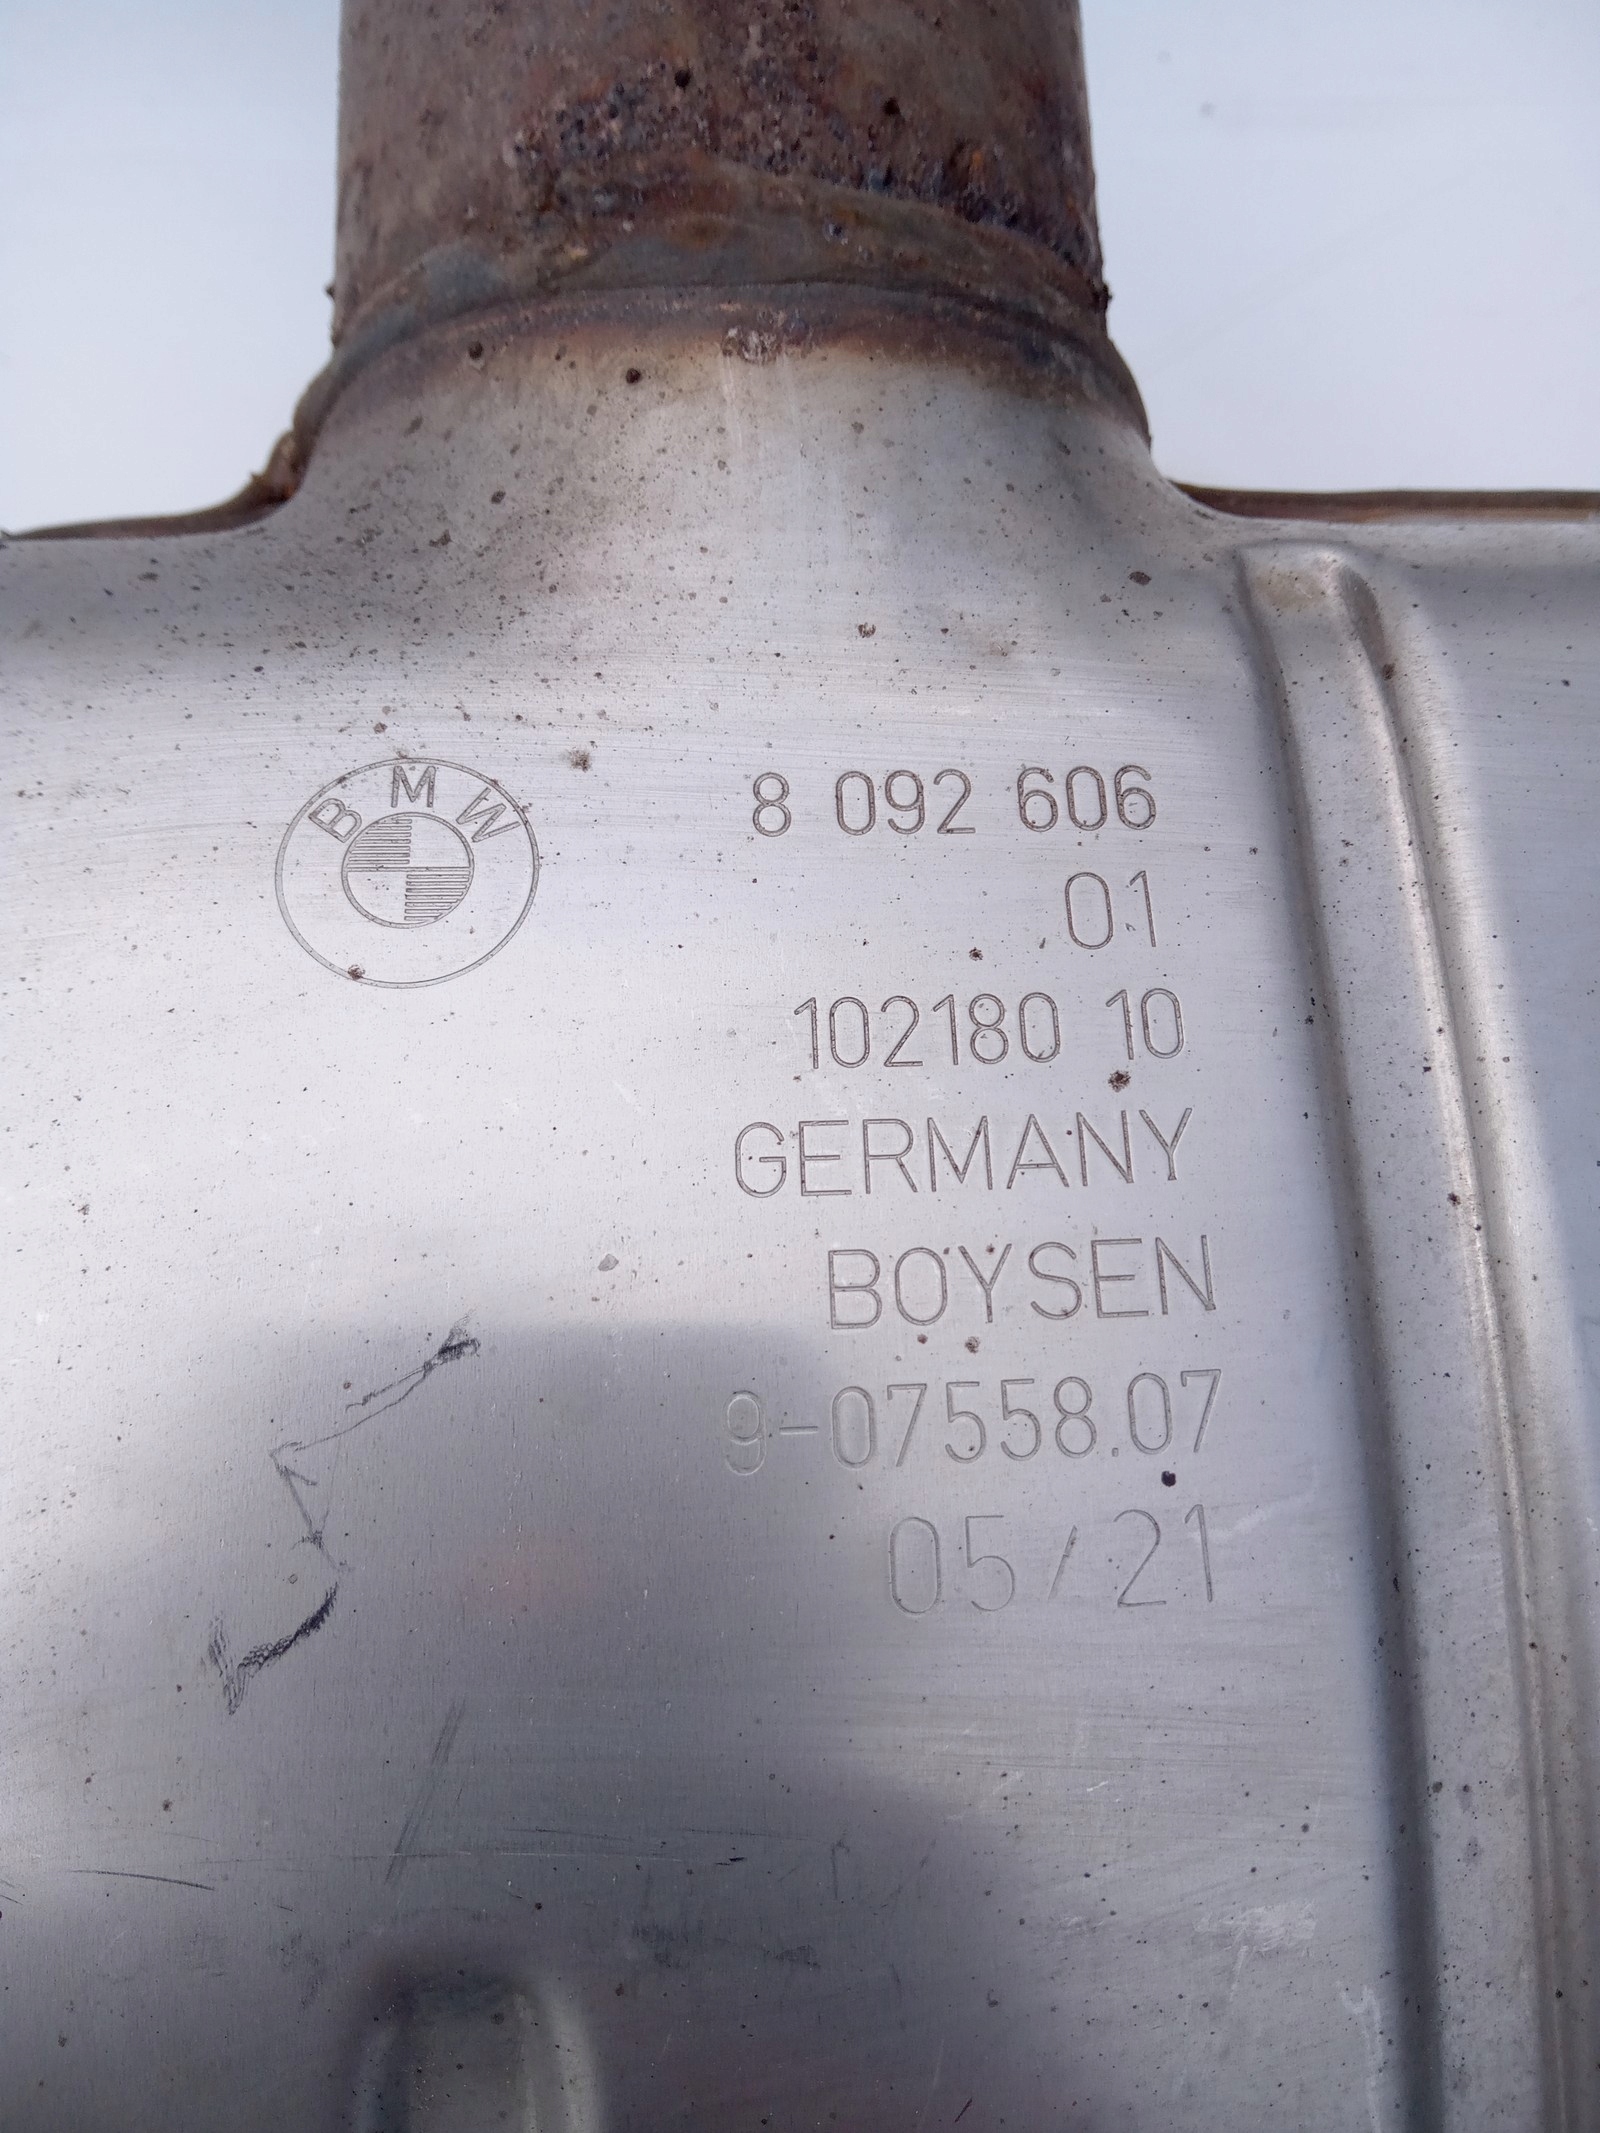 BMW
8 092 606
01
102180 10
GERMANY
BOYSEN
9-07558.07
05/21